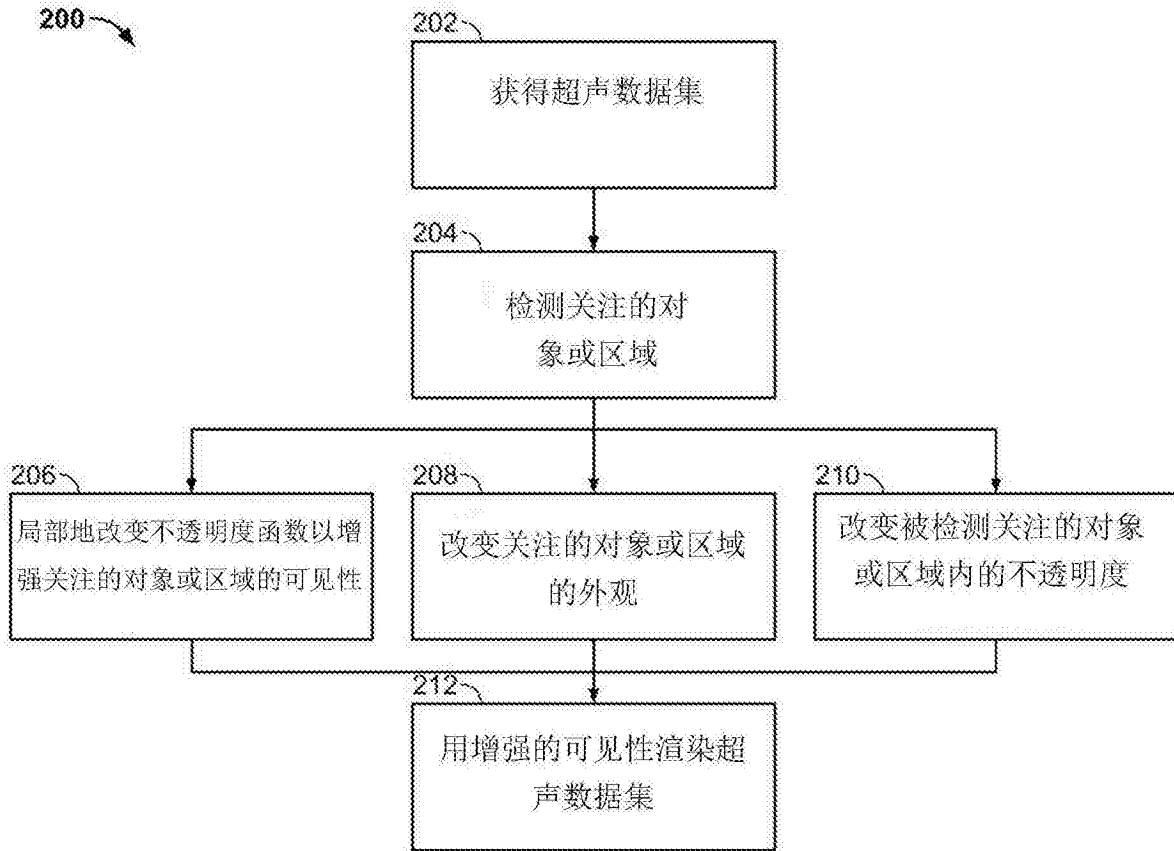 200
202
获得超声数据集
204
检测关注的对
象或区域
206
局部地改变不透明度函数以增
强关注的对象或区域的可见性
208
改变关注的对象或区域
的外观
210
改变被检测关注的对象
或区域内的不透明度
212
用增强的可见性渲染超
声数据集